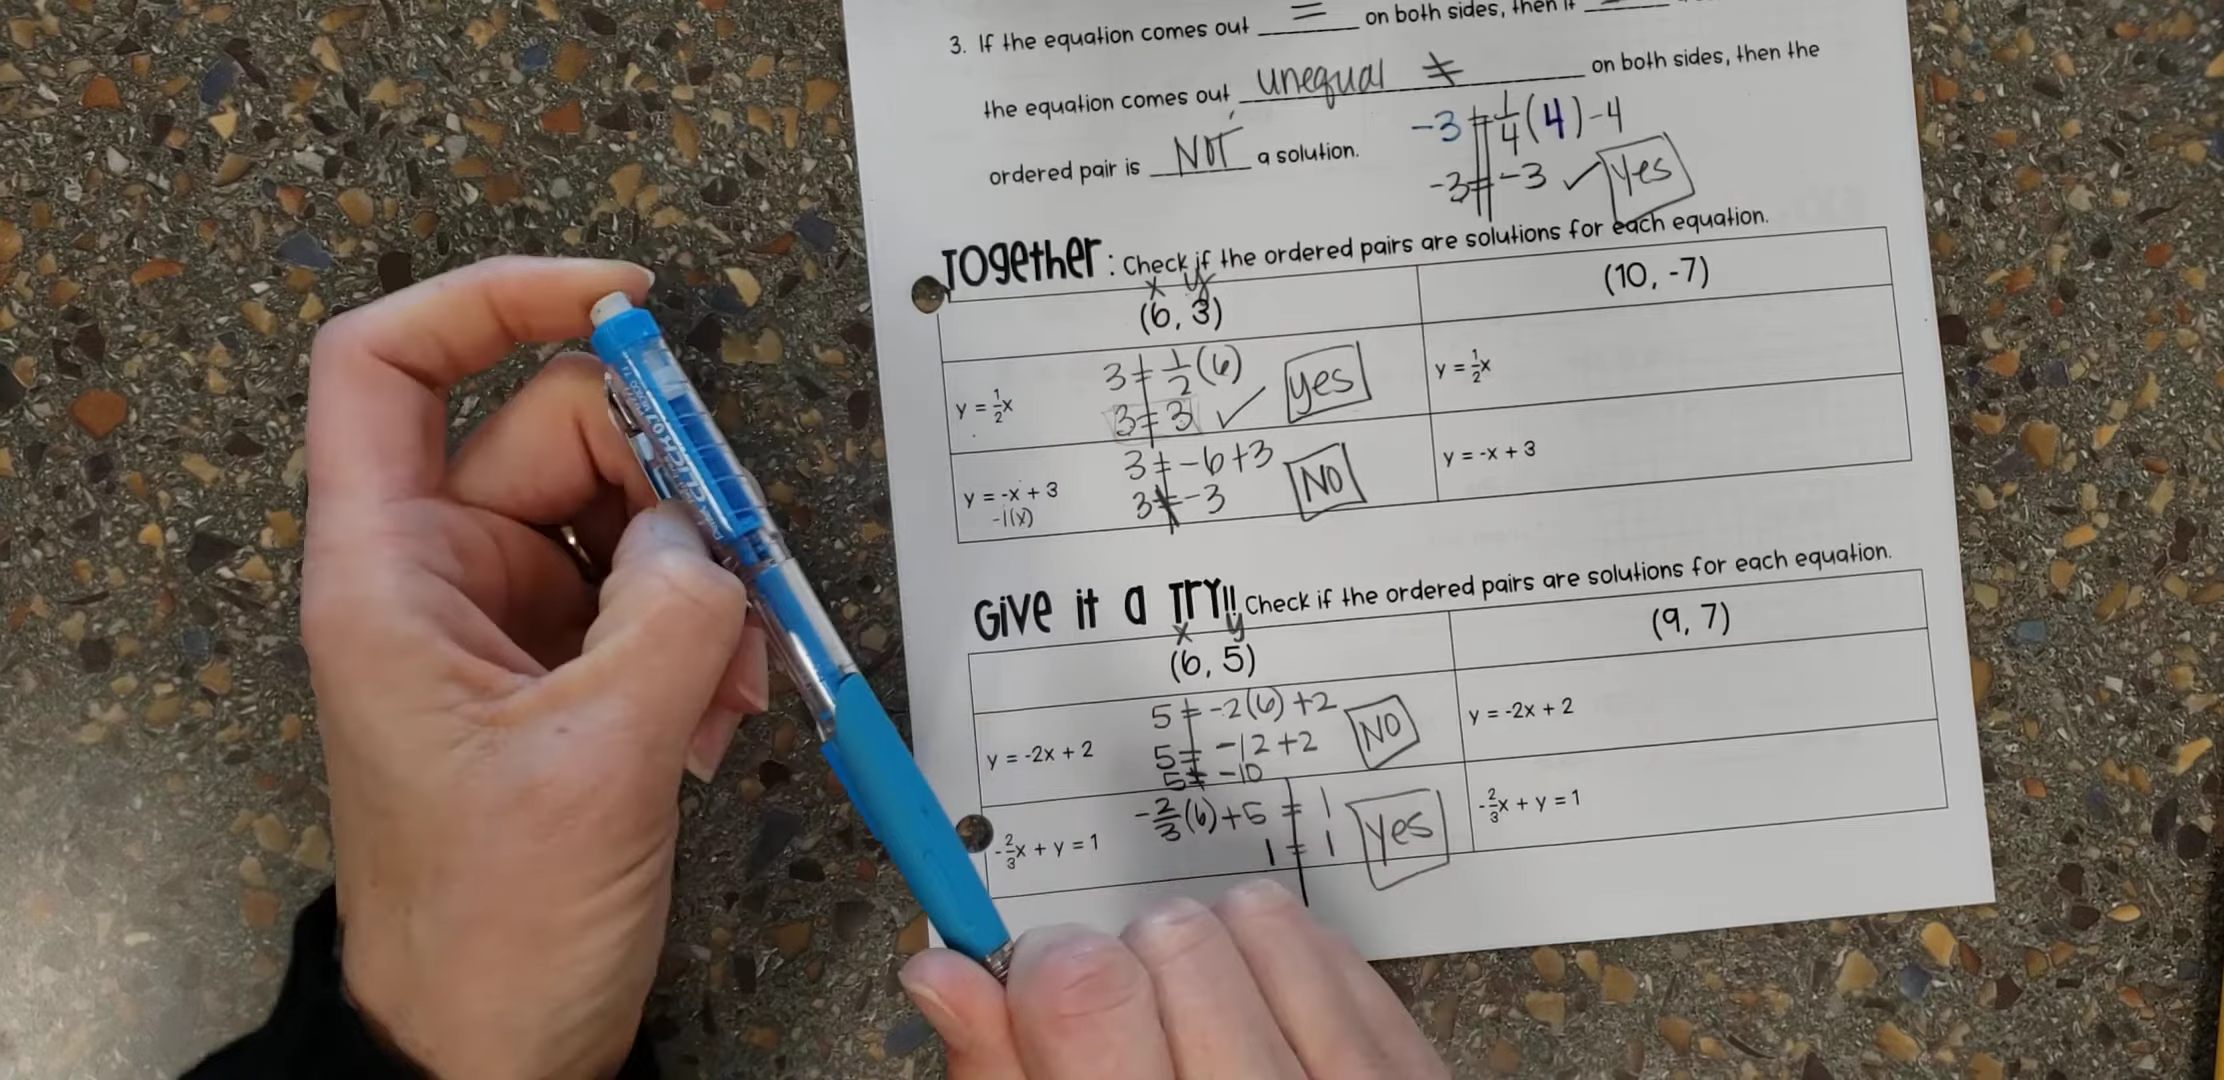 3. If the equation comes out = on both sides, then it
the equation comes out unequal ≠ on both sides, then the
ordered pair is NOT a solution.
-3 = 1/4 (4) - 4
-3 = -3 ✓ Yes
Together: Check if the ordered pairs are solutions for each equation.
x y
(6, 3)
(10, -7)
y = 1/2 x
3 = 1/2 (6)
3 = 3 ✓ yes
y = 1/2 x
y = -x + 3
-1(x)
3 = -6+3
3 ≠ -3 NO
y = -x + 3
Give it a TRY!! Check if the ordered pairs are solutions for each equation.
x y
(6, 5)
(9, 7)
y = -2x + 2
5 = -2(6) +2
5 = -12 +2
5 ≠ -10
NO
y = -2x + 2
-2/3 x + y = 1
-2/3 (6) +5 = 1
1 = 1
yes
-2/3 x + y = 1